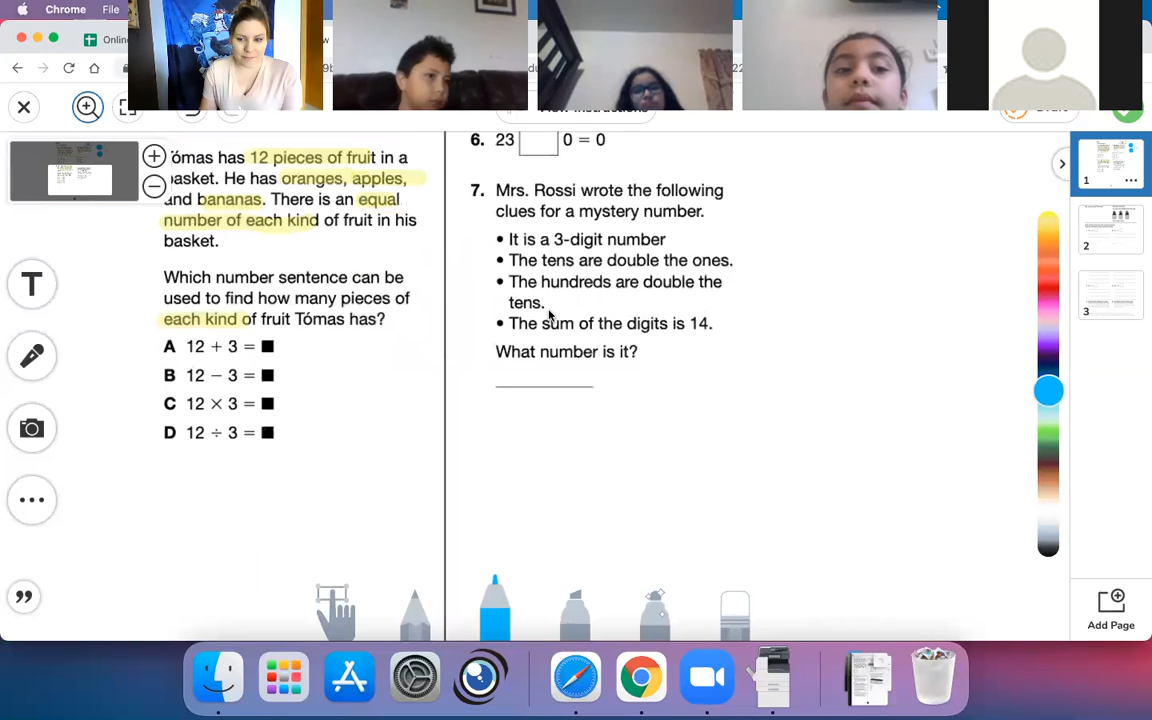 Chrome
File
Onlin
Tómas has 12 pieces of fruit in a
basket. He has oranges, apples,
and bananas. There is an equal
number of each kind of fruit in his
basket.
Which number sentence can be
used to find how many pieces of
each kind of fruit Tómas has?
A 12 + 3 = ■
B 12 − 3 = ■
C 12 × 3 = ■
D 12 ÷ 3 = ■
6. 23 □ 0 = 0
7. Mrs. Rossi wrote the following
clues for a mystery number.
• It is a 3-digit number
• The tens are double the ones.
• The hundreds are double the
tens.
• The sum of the digits is 14.
What number is it?
T
1
2
3
Add Page